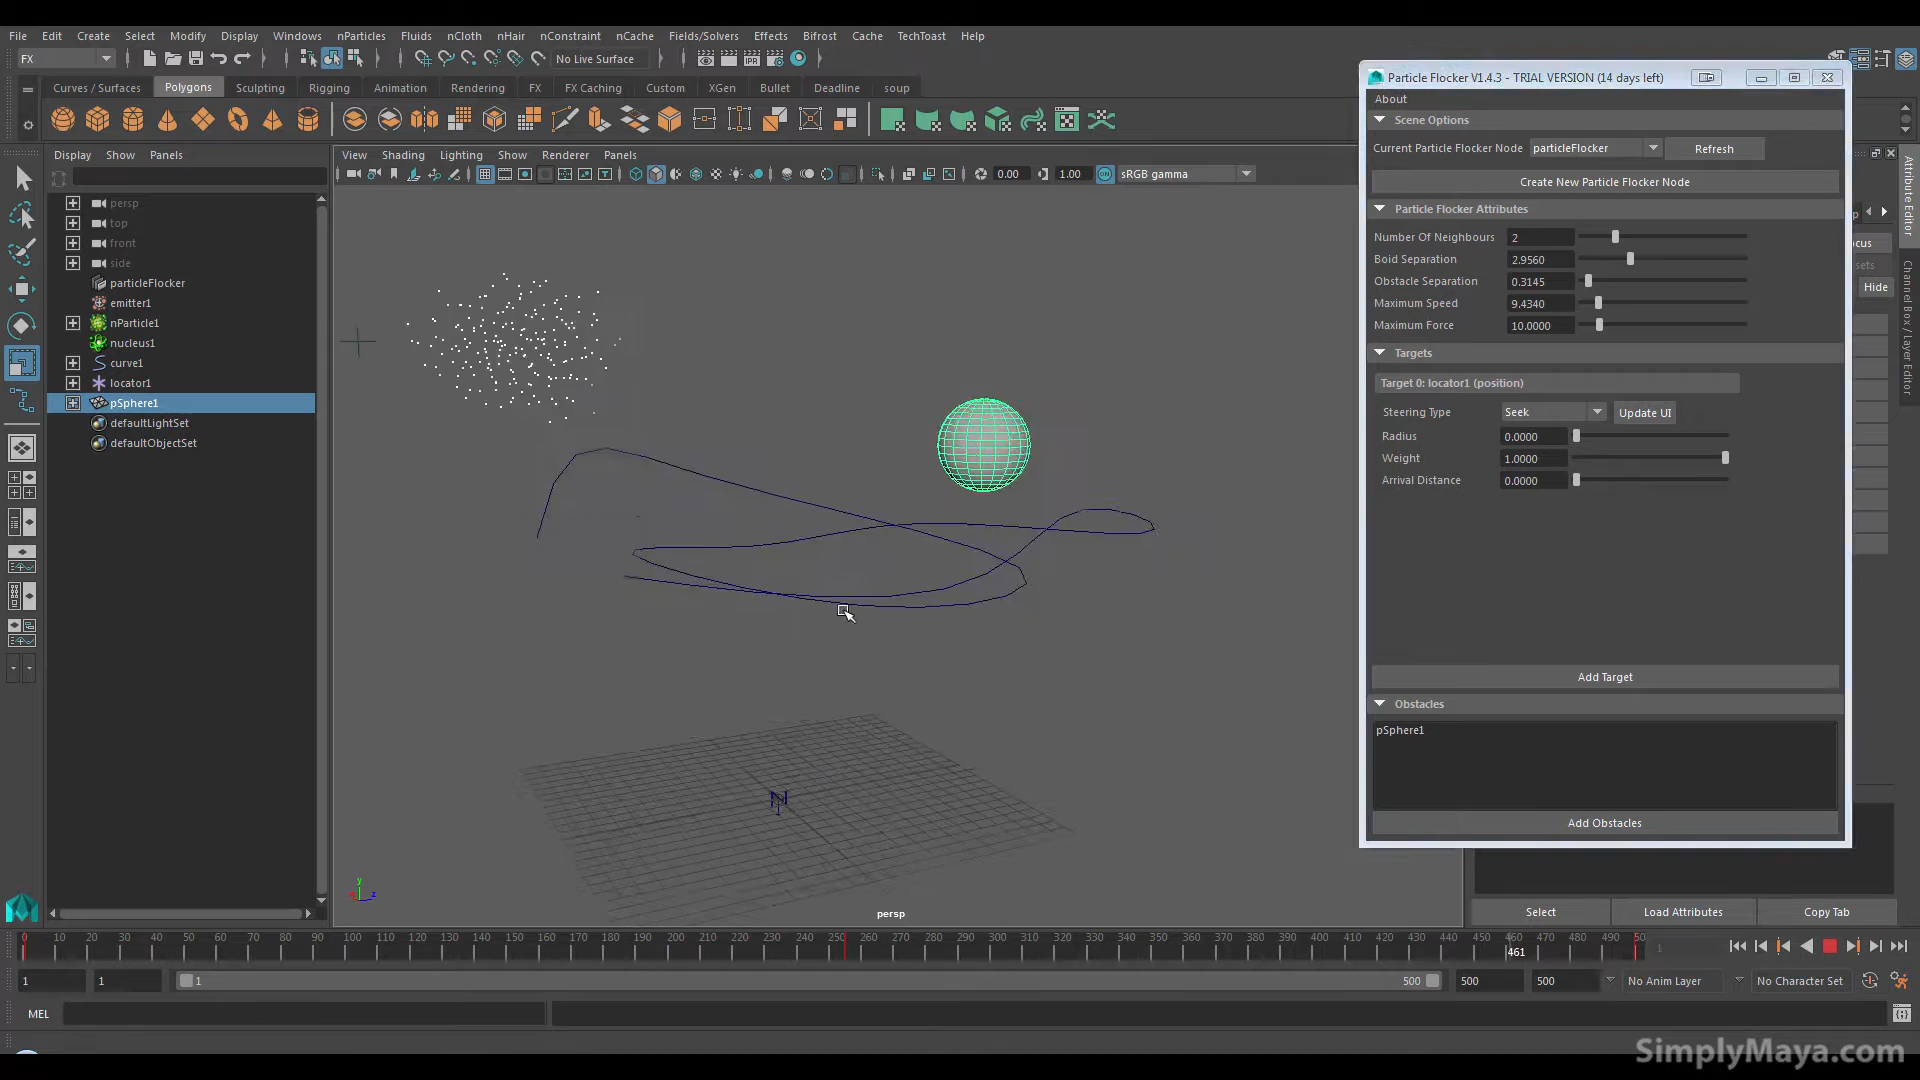 File Edit Create Select Modify Display Windows nParticles Fluids nCloth nHair nConstraint nCache Fields/Solvers Effects Bifrost Cache TechToast Help
FX
No Live Surface
Curves / Surfaces Polygons Sculpting Rigging Animation Rendering FX FX Caching Custom XGen Bullet Deadline soup
Display Show Panels
View Shading Lighting Show Renderer Panels
0.00 1.00 ON sRGB gamma
persp
top
front
side
particleFlocker
emitter1
nParticle1
nucleus1
curve1
locator1
pSphere1
defaultLightSet
defaultObjectSet
N
y
z
persp
Particle Flocker V1.4.3 - TRIAL VERSION (14 days left)
About
Scene Options
Current Particle Flocker Node particleFlocker Refresh
Create New Particle Flocker Node
Particle Flocker Attributes
Number Of Neighbours 2
Boid Separation 2.9560
Obstacle Separation 0.3145
Maximum Speed 9.4340
Maximum Force 10.0000
Targets
Target 0: locator1 (position)
Steering Type Seek Update UI
Radius 0.0000
Weight 1.0000
Arrival Distance 0.0000
Add Target
Obstacles
pSphere1
Add Obstacles
Hide
Attribute Editor
Channel Box / Layer Editor
Select Load Attributes Copy Tab
0 10 20 30 40 50 60 70 80 90 100 110 120 130 140 150 160 170 180 190 200 210 220 230 240 250 260 270 280 290 300 310 320 330 340 350 360 370 380 390 400 410 420 430 440 450 460 470 480 490 50
461
1
1 1 1 500 500 500 No Anim Layer No Character Set
MEL
SimplyMaya.com